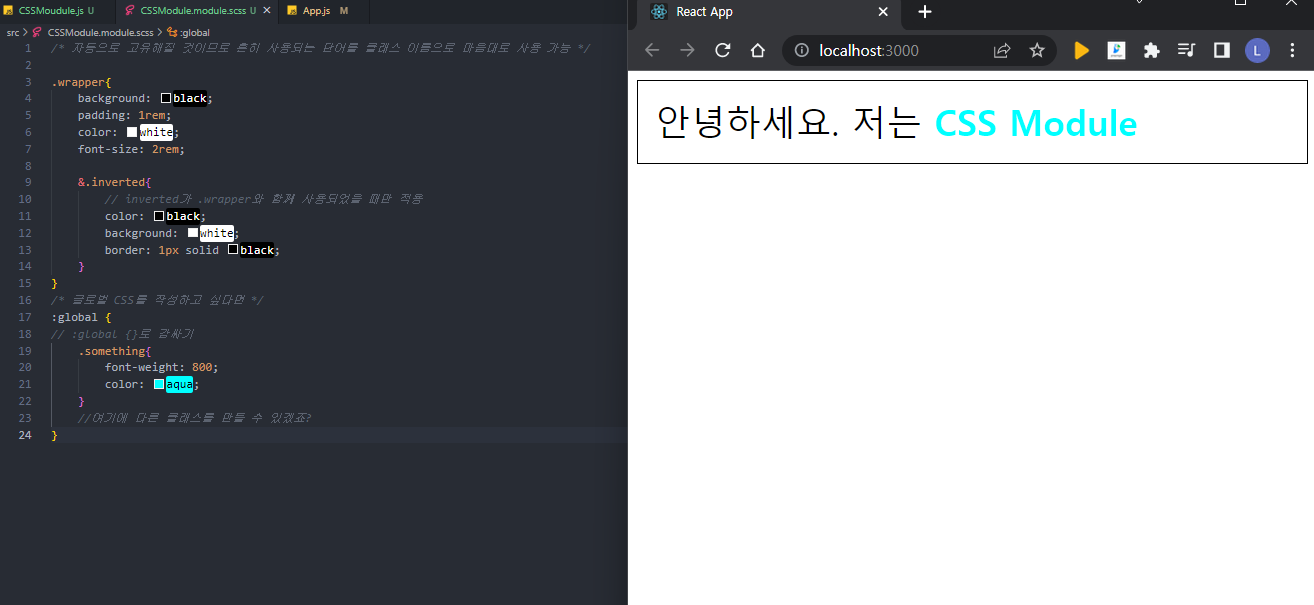 CSSMoudule.js U
CSSModule.module.scss U
App.js M
src > CSSModule.module.scss > :global
1 /* 자동으로 고유해질 것이므로 흔히 사용되는 단어를 클래스 이름으로 마음대로 사용 가능 */
2
3 .wrapper{
4 background: black;
5 padding: 1rem;
6 color: white;
7 font-size: 2rem;
8
9 &.inverted{
10 // inverted가 .wrapper와 함께 사용되었을 때만 적용
11 color: black;
12 background: white;
13 border: 1px solid black;
14 }
15 }
16 /* 글로벌 CSS를 작성하고 싶다면 */
17 :global {
18 // :global {}로 감싸기
19 .something{
20 font-weight: 800;
21 color: aqua;
22 }
23 //여기에 다른 클래스를 만들 수 있겠죠?
24 }
React App
localhost:3000
L
안녕하세요. 저는 CSS Module